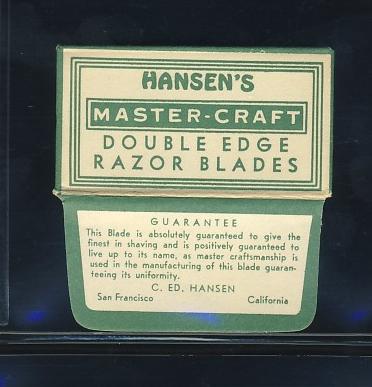 HANSEN'S
MASTER-CRAFT
DOUBLE EDGE
RAZOR BLADES
GUARANTEE
This Blade is absolutely guaranteed to give the
finest in shaving and is positively guaranteed to
live up to its name, as master craftsmanship is
used in the manufacturing of this blade guaran-
teeing its uniformity.
C. ED. HANSEN
San Francisco California